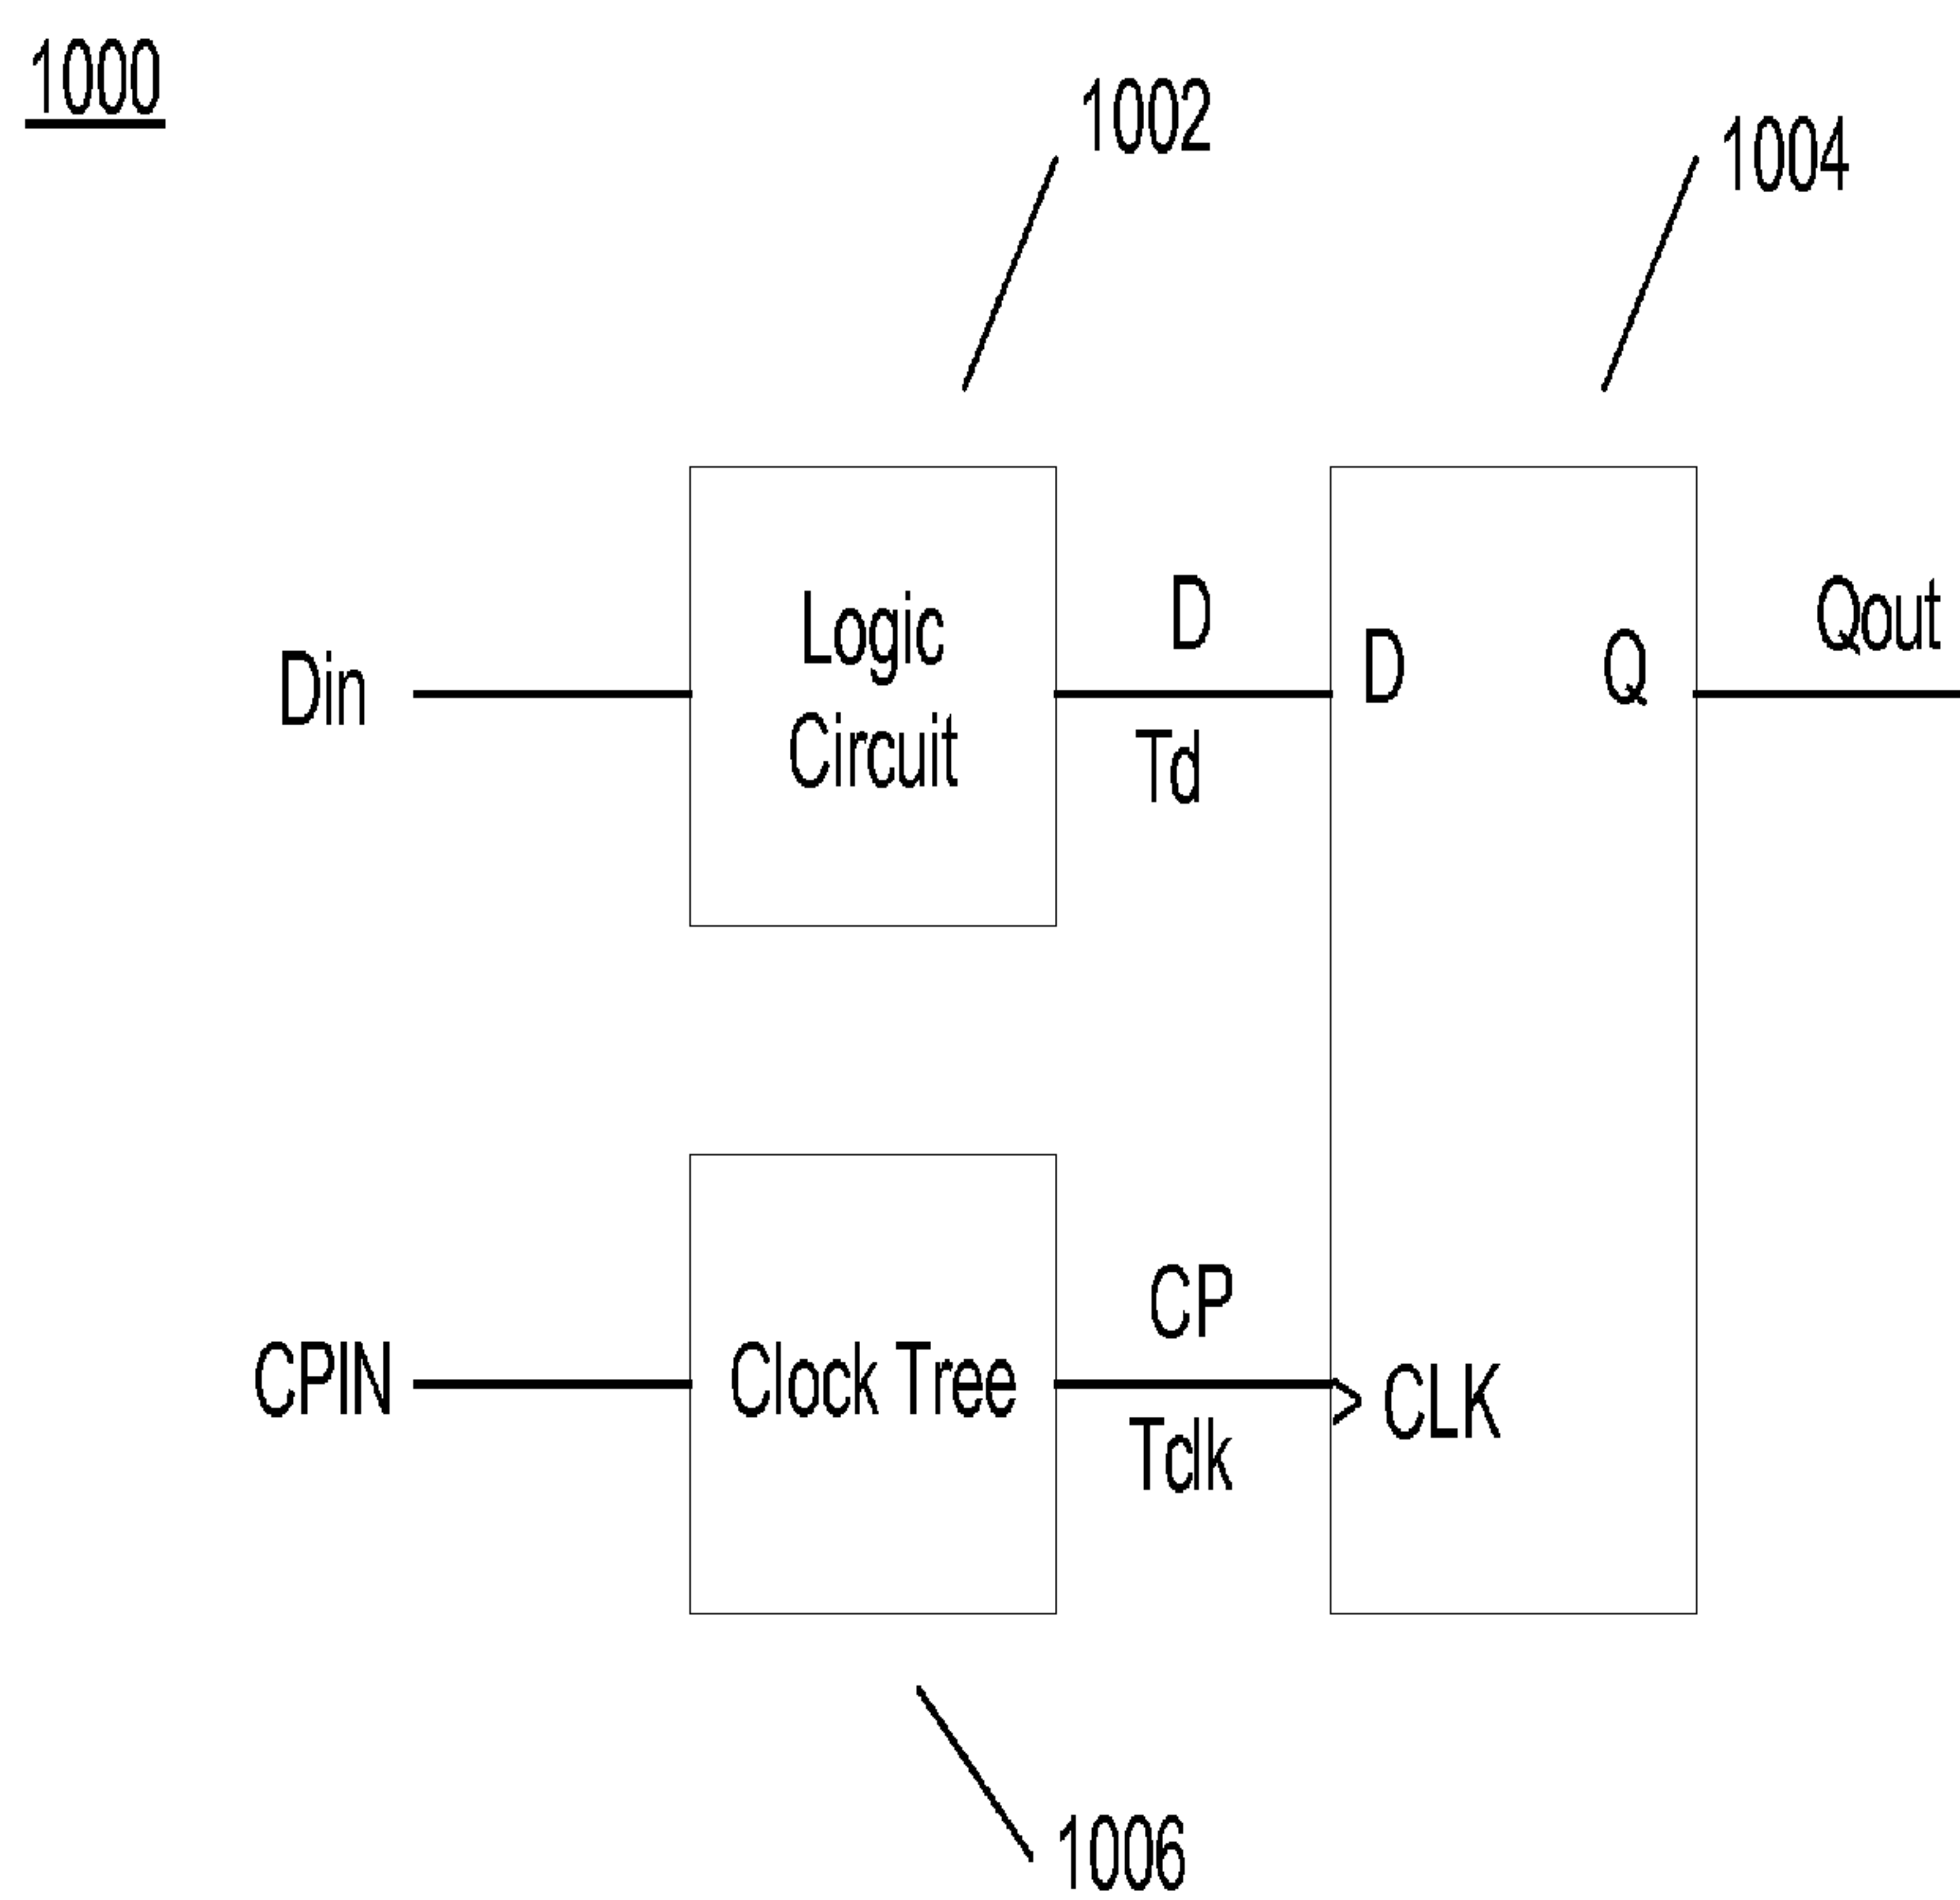 1000
1002
1004
Din
Logic
Circuit
D
Td
D
Q
Qout
CPIN
Clock Tree
CP
Tclk
CLK
1006